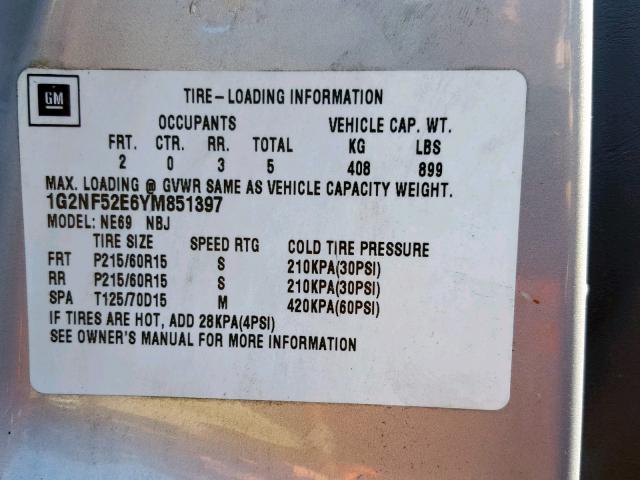 GM
TIRE-LOADING INFORMATION
OCCUPANTS VEHICLE CAP. WT.
FRT. CTR. RR. TOTAL KG LBS
2 0 3 5 408 899
MAX. LOADING @ GVWR SAME AS VEHICLE CAPACITY WEIGHT.
1G2NF52E6YM851397
MODEL: NE69 NBJ
TIRE SIZE SPEED RTG COLD TIRE PRESSURE
FRT P215/60R15 S 210KPA(30PSI)
RR P215/60R15 S 210KPA(30PSI)
SPA T125/70D15 M 420KPA(60PSI)
IF TIRES ARE HOT, ADD 28KPA(4PSI)
SEE OWNER'S MANUAL FOR MORE INFORMATION